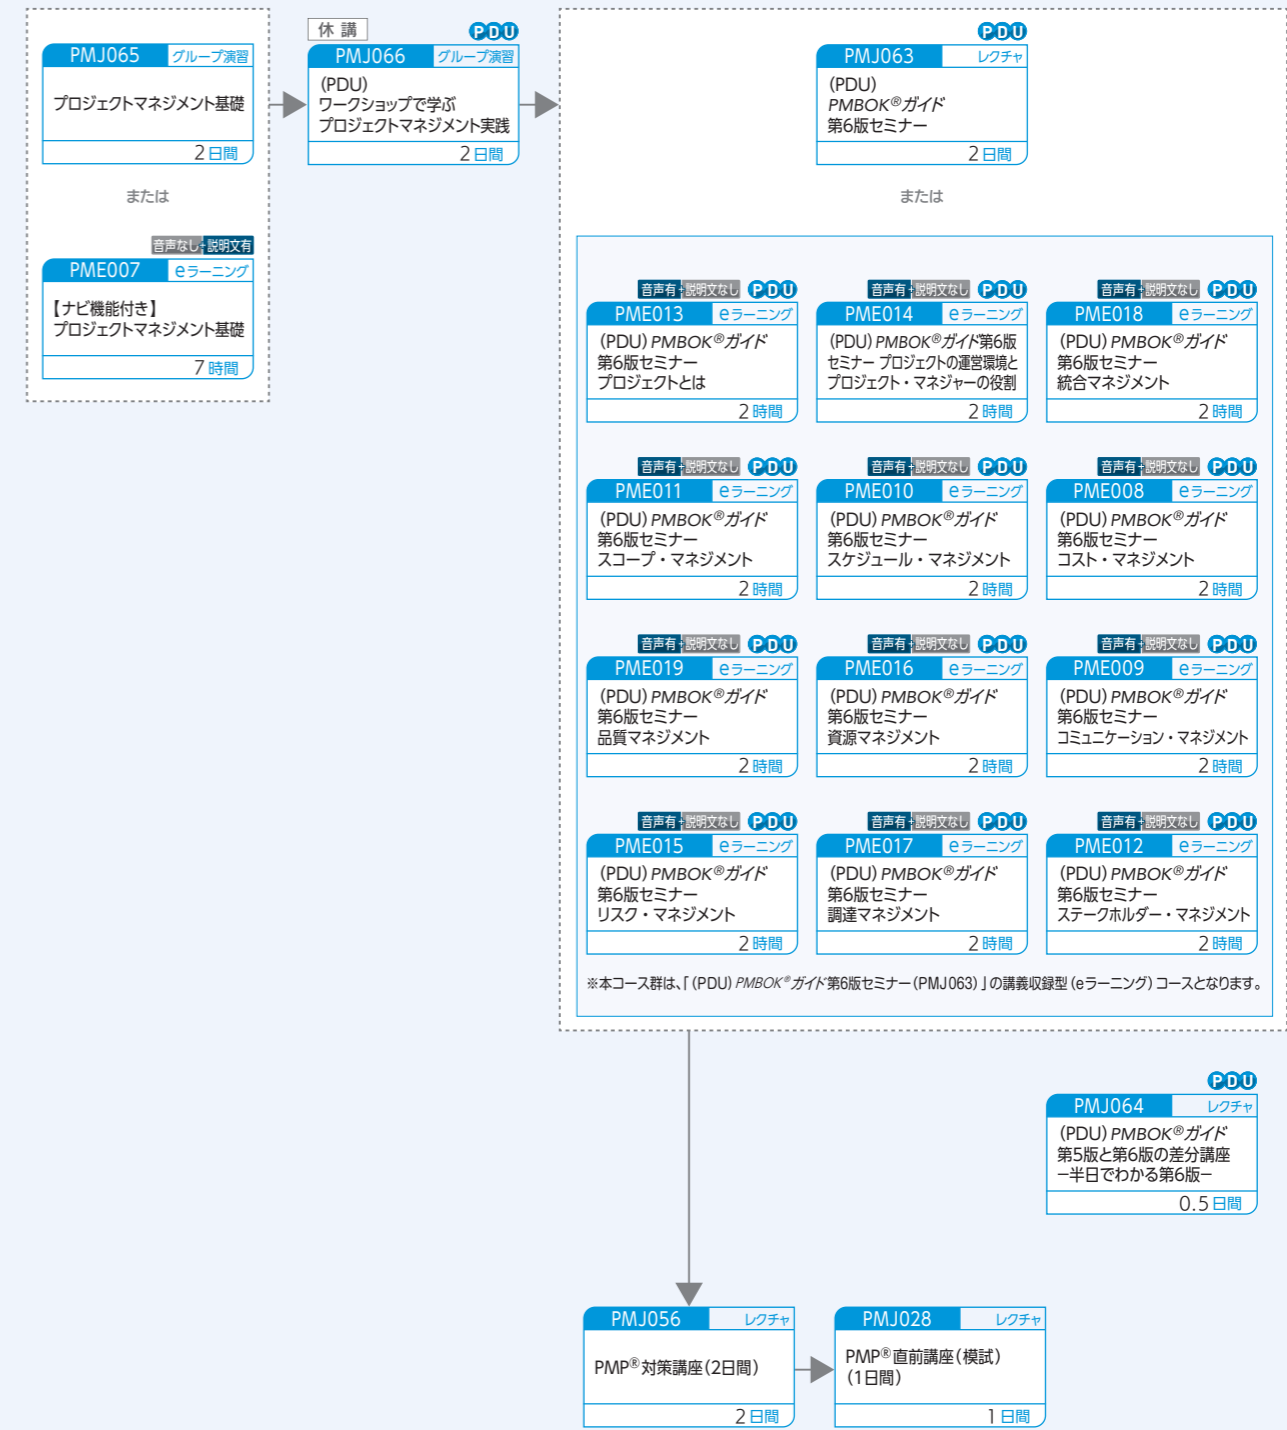 PMJ065 グループ演習
プロジェクトマネジメント基礎
2日間
または
音声なし・説明文有
PME007 eラーニング
【ナビ機能付き】
プロジェクトマネジメント基礎
7時間
休講 PDU
PMJ066 グループ演習
(PDU)
ワークショップで学ぶ
プロジェクトマネジメント実践
2日間
PDU
PMJ063 レクチャ
(PDU)
PMBOK®ガイド
第6版セミナー
2日間
または
音声有・説明文なし PDU
PME013 eラーニング
(PDU) PMBOK®ガイド
第6版セミナー
プロジェクトとは
2時間
音声有・説明文なし PDU
PME014 eラーニング
(PDU) PMBOK®ガイド第6版
セミナー プロジェクトの運営環境と
プロジェクト・マネジャーの役割
2時間
音声有・説明文なし PDU
PME018 eラーニング
(PDU) PMBOK®ガイド
第6版セミナー
統合マネジメント
2時間
音声有・説明文なし PDU
PME011 eラーニング
(PDU) PMBOK®ガイド
第6版セミナー
スコープ・マネジメント
2時間
音声有・説明文なし PDU
PME010 eラーニング
(PDU) PMBOK®ガイド
第6版セミナー
スケジュール・マネジメント
2時間
音声有・説明文なし PDU
PME008 eラーニング
(PDU) PMBOK®ガイド
第6版セミナー
コスト・マネジメント
2時間
音声有・説明文なし PDU
PME019 eラーニング
(PDU) PMBOK®ガイド
第6版セミナー
品質マネジメント
2時間
音声有・説明文なし PDU
PME016 eラーニング
(PDU) PMBOK®ガイド
第6版セミナー
資源マネジメント
2時間
音声有・説明文なし PDU
PME009 eラーニング
(PDU) PMBOK®ガイド
第6版セミナー
コミュニケーション・マネジメント
2時間
音声有・説明文なし PDU
PME015 eラーニング
(PDU) PMBOK®ガイド
第6版セミナー
リスク・マネジメント
2時間
音声有・説明文なし PDU
PME017 eラーニング
(PDU) PMBOK®ガイド
第6版セミナー
調達マネジメント
2時間
音声有・説明文なし PDU
PME012 eラーニング
(PDU) PMBOK®ガイド
第6版セミナー
ステークホルダー・マネジメント
2時間
※本コース群は、「(PDU) PMBOK®ガイド第6版セミナー(PMJ063)」の講義収録型(eラーニング)コースとなります。
PDU
PMJ064 レクチャ
(PDU) PMBOK®ガイド
第5版と第6版の差分講座
−半日でわかる第6版−
0.5日間
PMJ056 レクチャ
PMP®対策講座(2日間)
2日間
PMJ028 レクチャ
PMP®直前講座(模試)
(1日間)
1日間